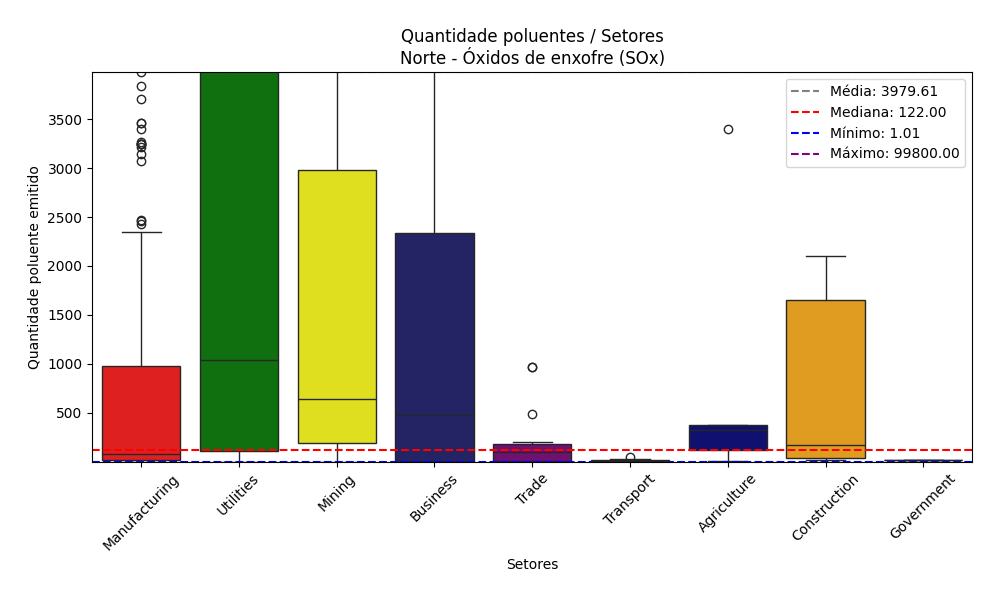 Quantidade poluentes / Setores
Norte - Óxidos de enxofre (SOx)
Média: 3979.61
Mediana: 122.00
Mínimo: 1.01
Máximo: 99800.00
Quantidade poluente emitido
3500
3000
2500
2000
1500
1000
500
Manufacturing
Utilities
Mining
Business
Trade
Transport
Agriculture
Construction
Government
Setores